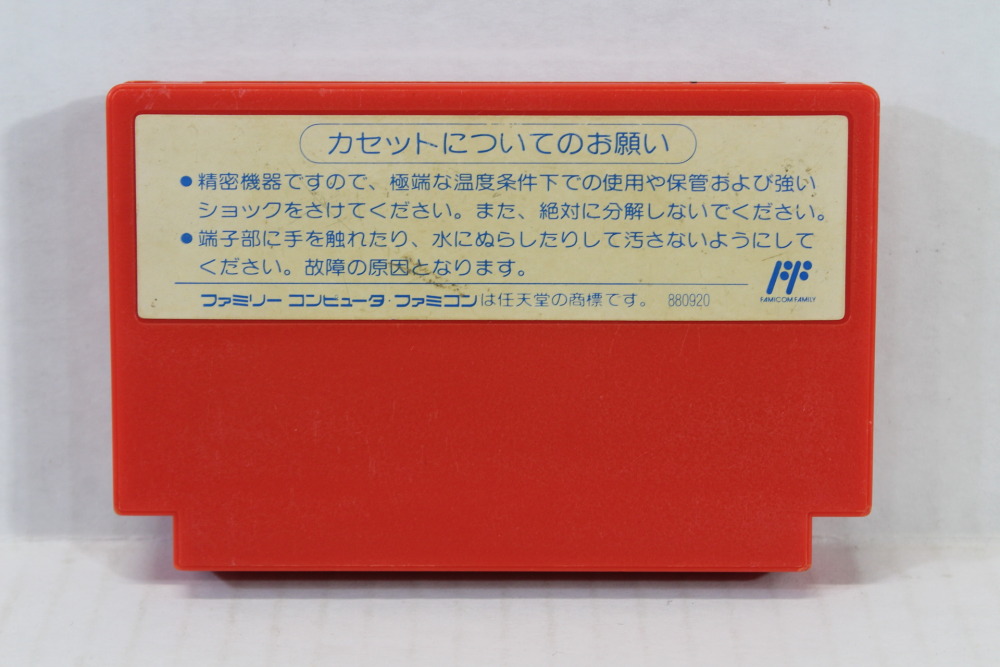 カセットについてのお願い
●精密機器ですので、極端な温度条件下での使用や保管および強い
ショックをさけてください。また、絶対に分解しないでください。
●端子部に手を触れたり、水にぬらしたりして汚さないようにして
ください。故障の原因となります。
ファミリー コンピュータ・ファミコンは任天堂の商標です。 880920
FAMICOM FAMILY